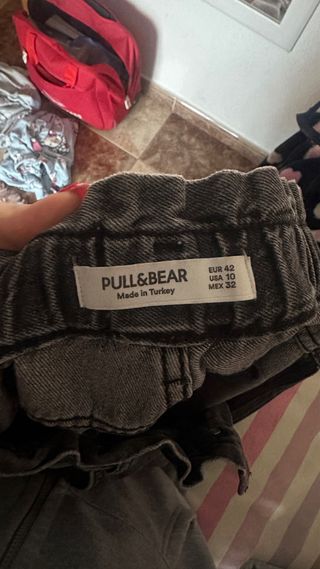 PULL&BEAR
Made in Turkey
EUR 42
USA 10
MEX 32